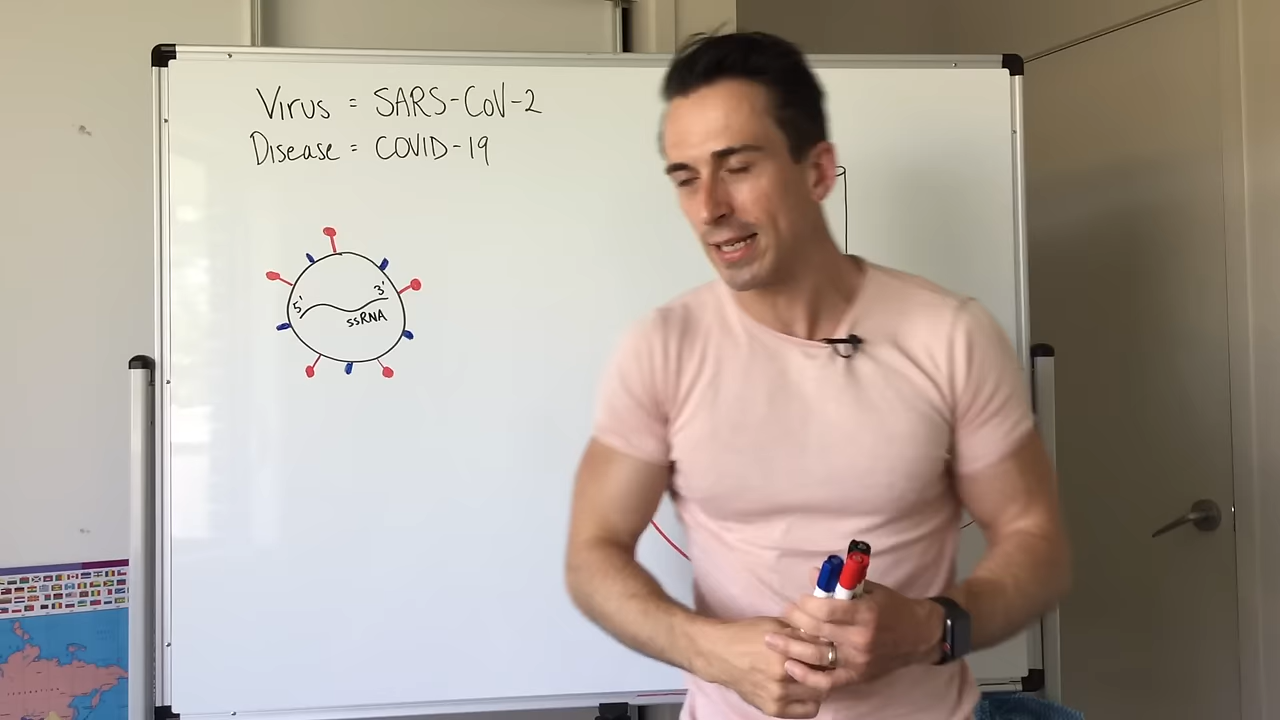 Virus = SARS-CoV-2
Disease = COVID-19
3'
5'
ssRNA